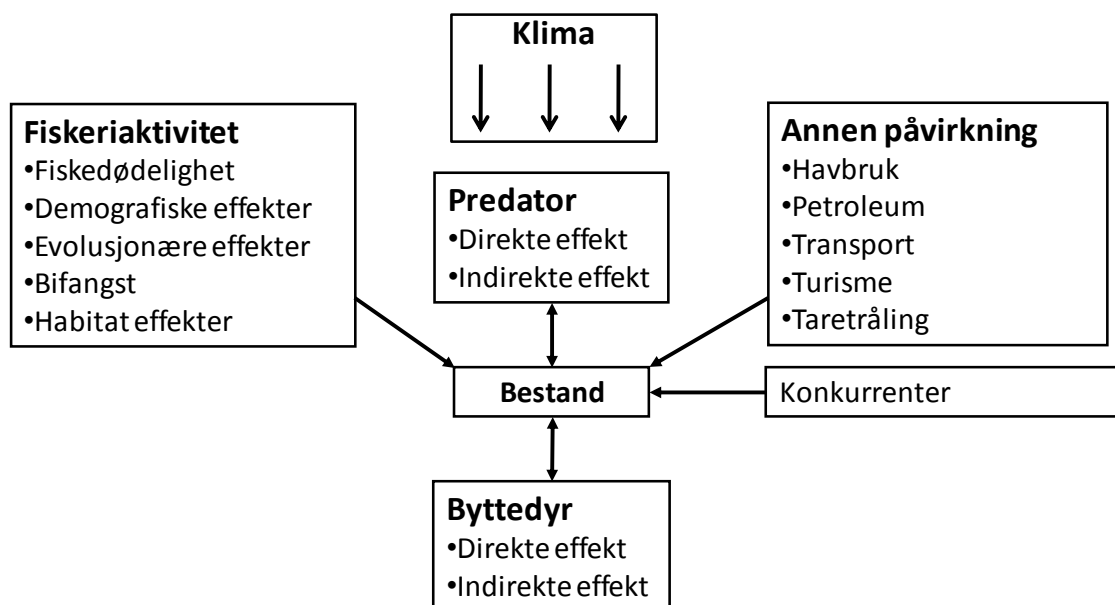 Klima
Fiskeriaktivitet
•Fiskedødelighet
•Demografiske effekter
•Evolusjonære effekter
•Bifangst
•Habitat effekter
Predator
•Direkte effekt
•Indirekte effekt
Annen påvirkning
•Havbruk
•Petroleum
•Transport
•Turisme
•Taretråling
Bestand
Konkurrenter
Byttedyr
•Direkte effekt
•Indirekte effekt